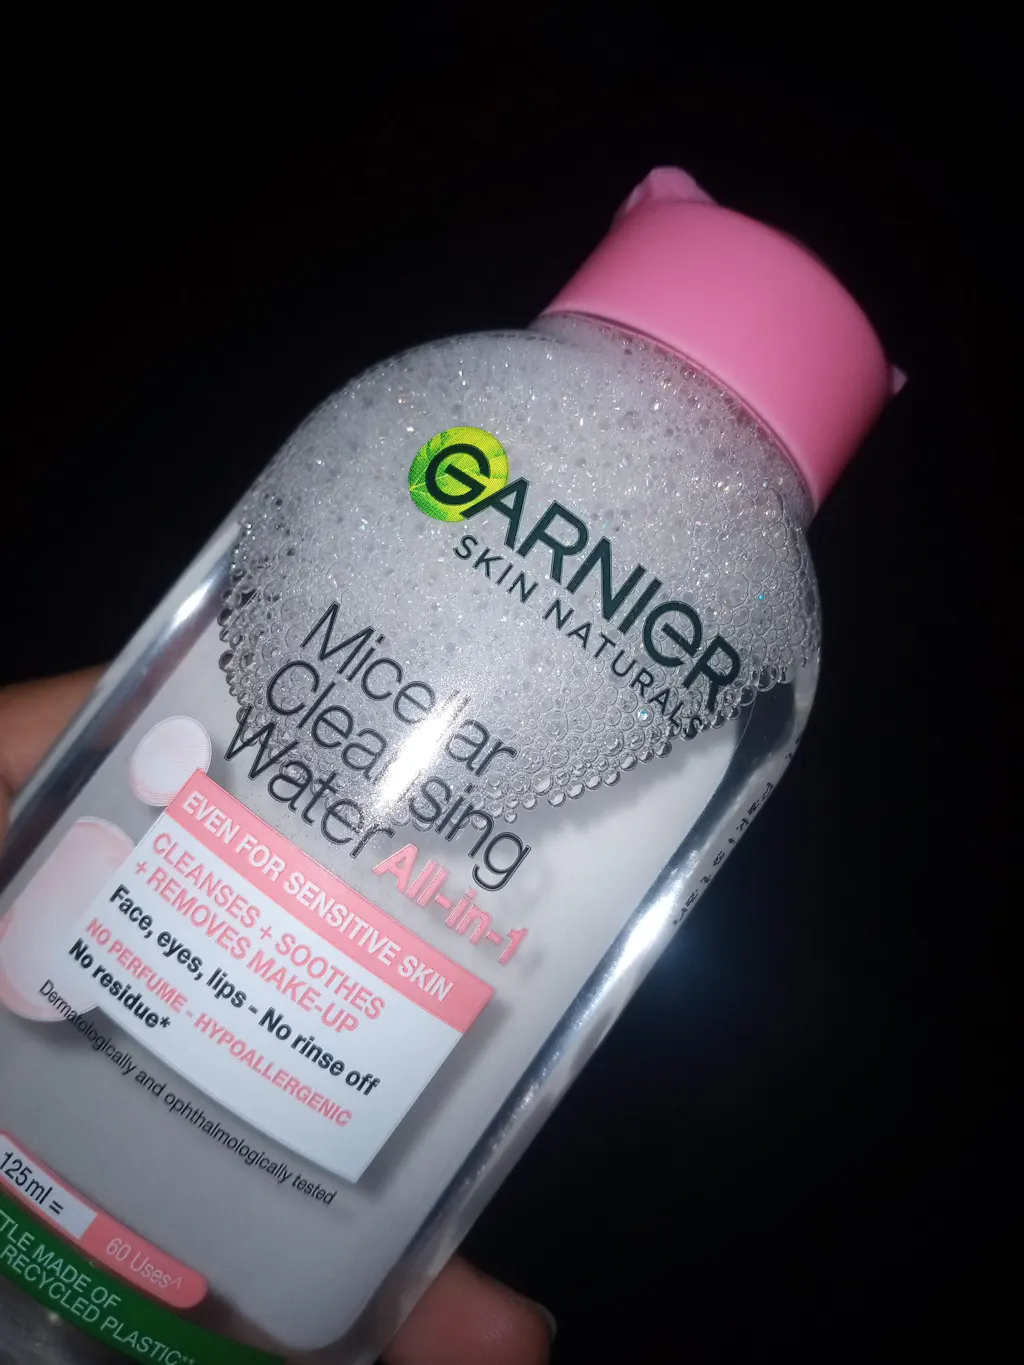 GARNIER
SKIN NATURALS
Micellar
Cleansing
Water All-in-1
EVEN FOR SENSITIVE SKIN
CLEANSES + SOOTHES
+ REMOVES MAKE-UP
Face, eyes, lips - No rinse off
NO PERFUME - HYPOALLERGENIC
No residue*
Dermatologically and ophthalmologically tested
125ml =
60 Uses^
MADE OF
RECYCLED PLASTIC**